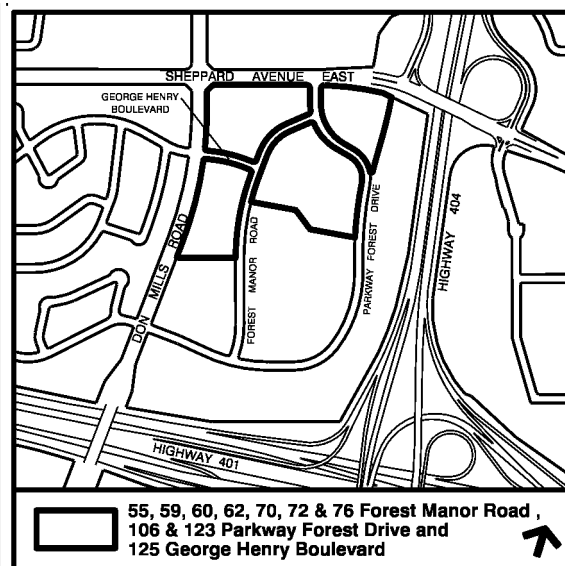 SHEPPARD AVENUE EAST
GEORGE HENRY
BOULEVARD
DON MILLS ROAD
FOREST MANOR ROAD
PARKWAY FOREST DRIVE
HIGHWAY 404
HIGHWAY 401
55, 59, 60, 62, 70, 72 & 76 Forest Manor Road ,
106 & 123 Parkway Forest Drive and
125 George Henry Boulevard